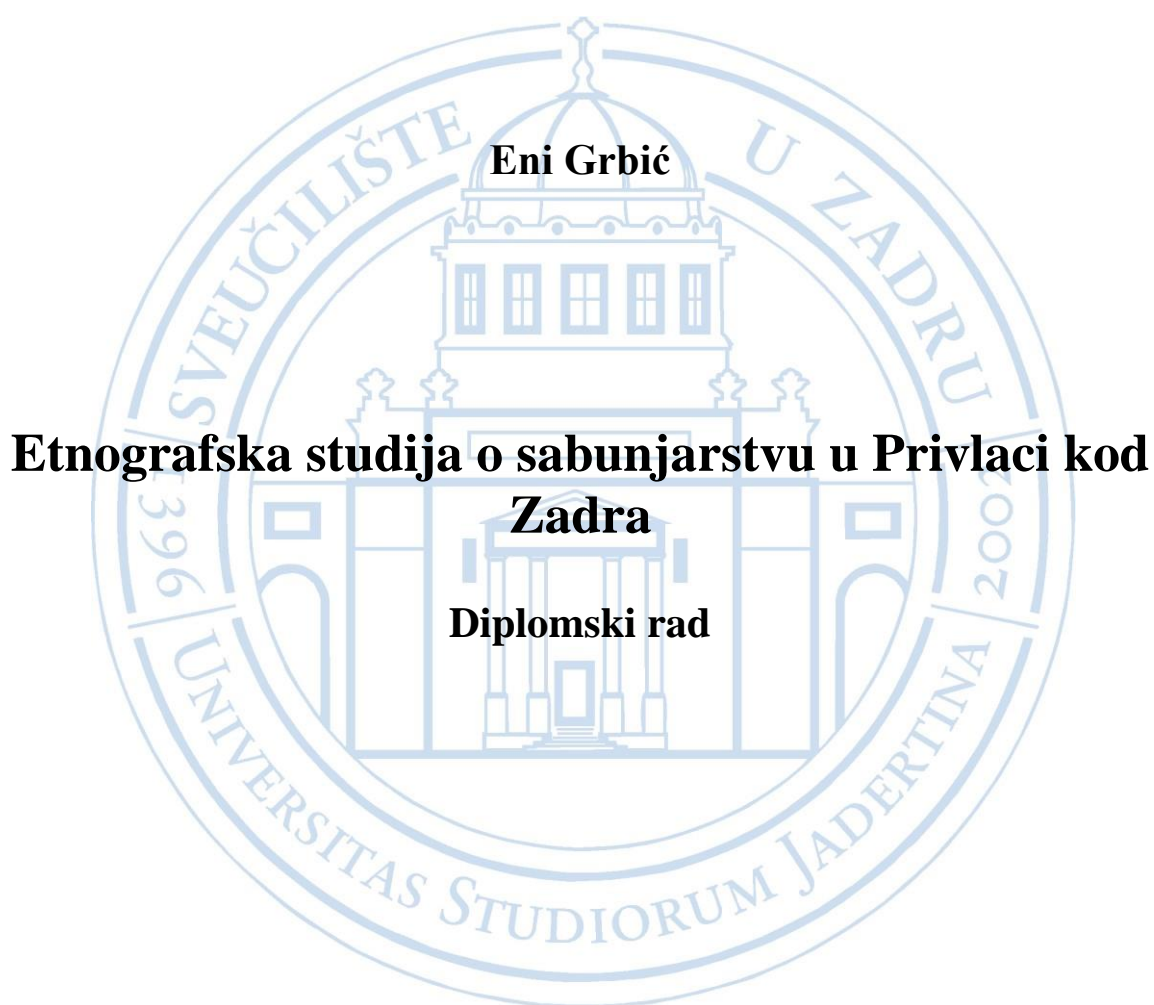 Eni Grbić
Etnografska studija o sabunjarstvu u Privlaci kod
Zadra
Diplomski rad
SVEUČILIŠTE U ZADRU
1396
2002
UNIVERSITAS STUDIORUM JADERTINA